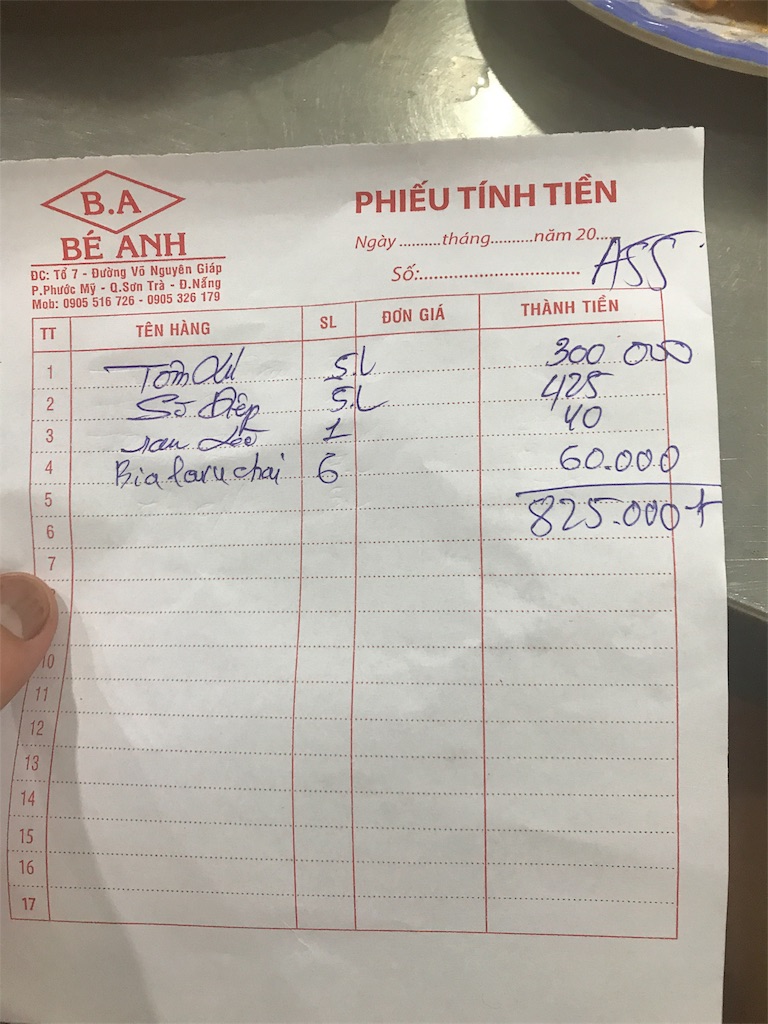 B.A
BÉ ANH
ĐC: Tổ 7 - Đường Võ Nguyên Giáp
P.Phước Mỹ - Q.Sơn Trà - Đ.Nẵng
Mob: 0905 516 726 - 0905 326 179
PHIẾU TÍNH TIỀN
Ngày ..........tháng..........năm 20....
Số:.............................. A55
TT TÊN HÀNG SL ĐƠN GIÁ THÀNH TIỀN
1 Tôm 5.L 300 000
2 Sò Điệp 5.L 425
3 1 40
4 Bia laru chai 6 60.000
5
6 825.000
7
10
11
12
13
14
15
16
17